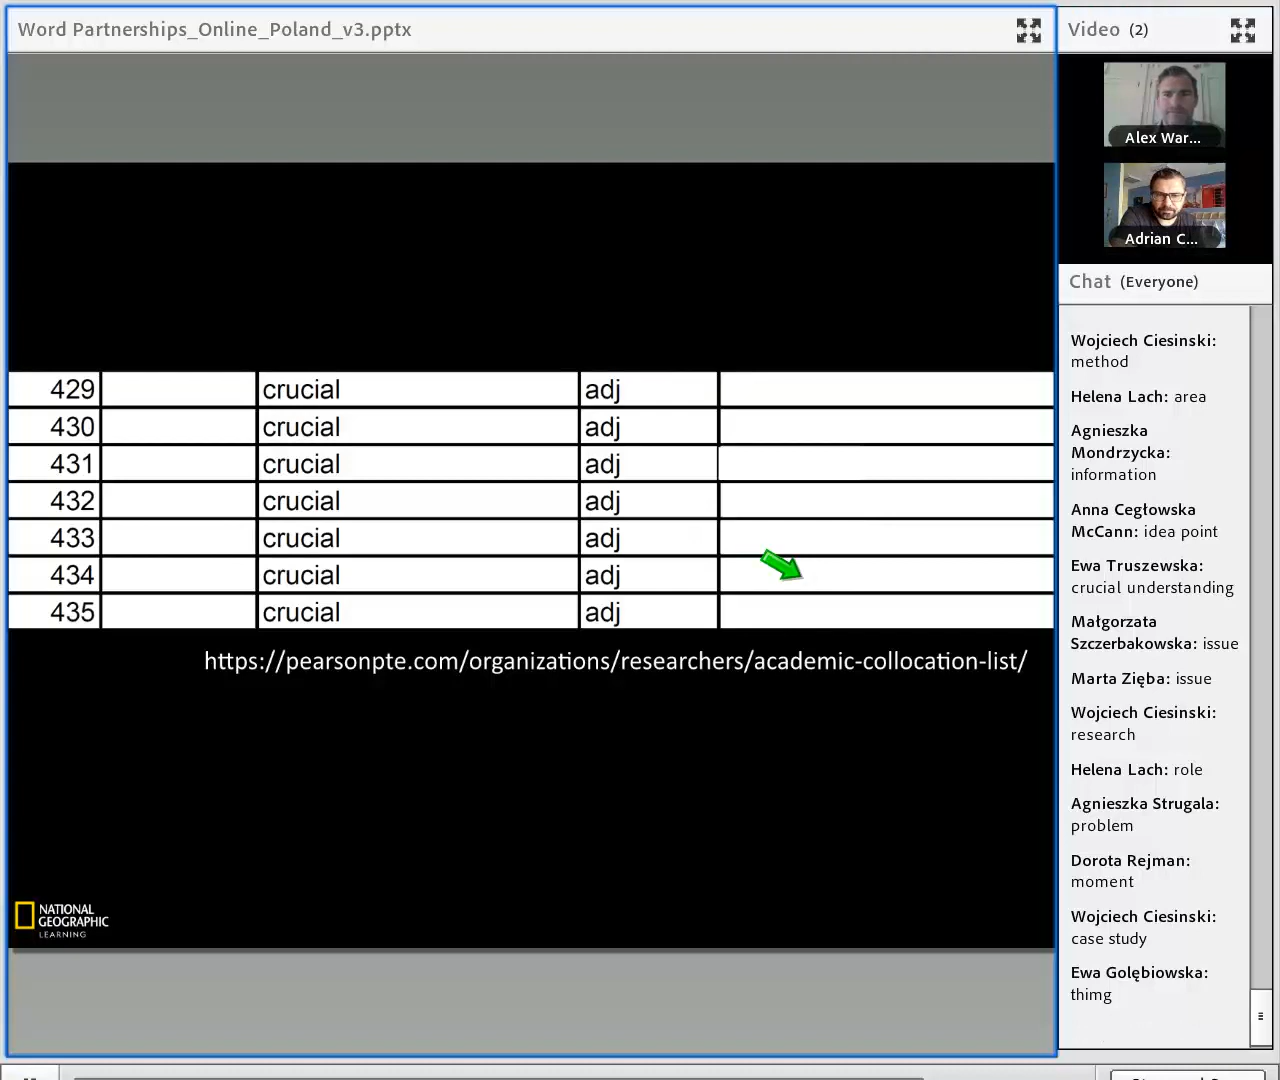 Word Partnerships_Online_Poland_v3.pptx
429 crucial adj
430 crucial adj
431 crucial adj
432 crucial adj
433 crucial adj
434 crucial adj
435 crucial adj
https://pearsonpte.com/organizations/researchers/academic-collocation-list/
NATIONAL
GEOGRAPHIC
LEARNING
Video (2)
Alex War...
Adrian C...
Chat (Everyone)
Wojciech Ciesinski:
method
Helena Lach: area
Agnieszka
Mondrzycka:
information
Anna Cegłowska
McCann: idea point
Ewa Truszewska:
crucial understanding
Małgorzata
Szczerbakowska: issue
Marta Zięba: issue
Wojciech Ciesinski:
research
Helena Lach: role
Agnieszka Strugala:
problem
Dorota Rejman:
moment
Wojciech Ciesinski:
case study
Ewa Golębiowska:
thimg